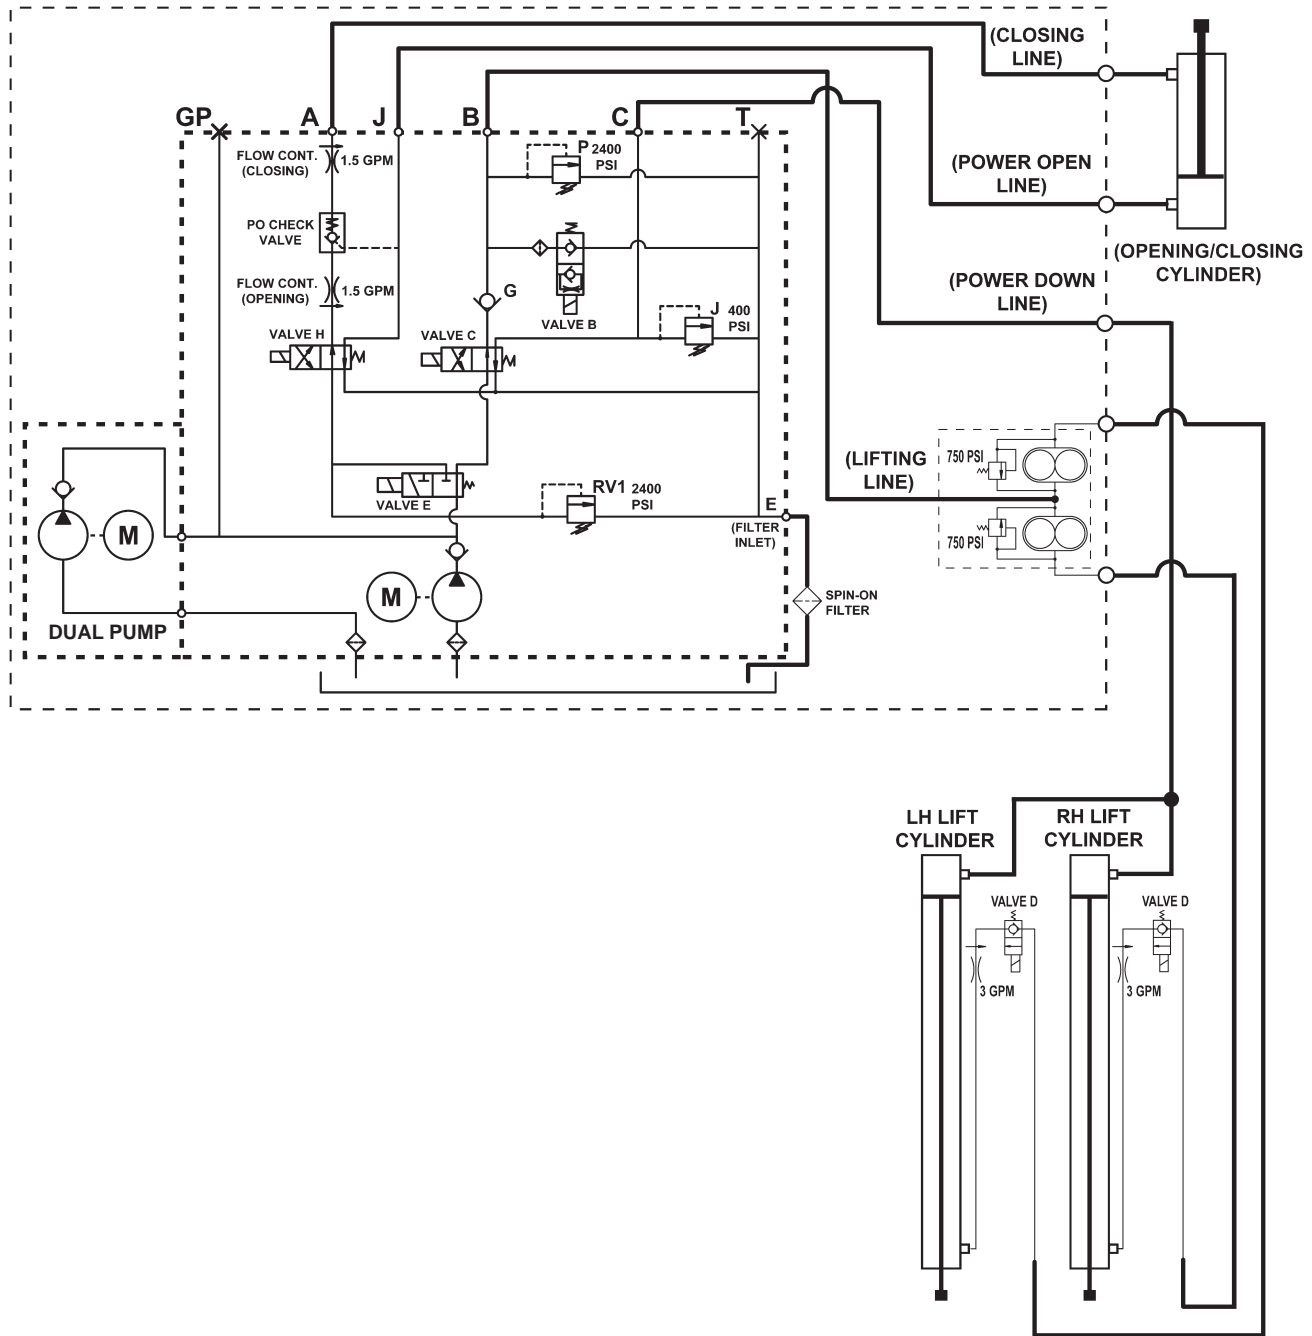 (CLOSING
LINE)
GP
A
J
B
C
T
FLOW CONT.
(CLOSING)
1.5 GPM
P 2400
PSI
(POWER OPEN
LINE)
PO CHECK
VALVE
(OPENING/CLOSING
CYLINDER)
FLOW CONT.
(OPENING)
1.5 GPM
G
(POWER DOWN
LINE)
VALVE B
J 400
PSI
VALVE H
VALVE C
750 PSI
(LIFTING
LINE)
VALVE E
RV1 2400
PSI
E
(FILTER
INLET)
750 PSI
M
M
SPIN-ON
FILTER
DUAL PUMP
LH LIFT
CYLINDER
RH LIFT
CYLINDER
VALVE D
VALVE D
3 GPM
3 GPM